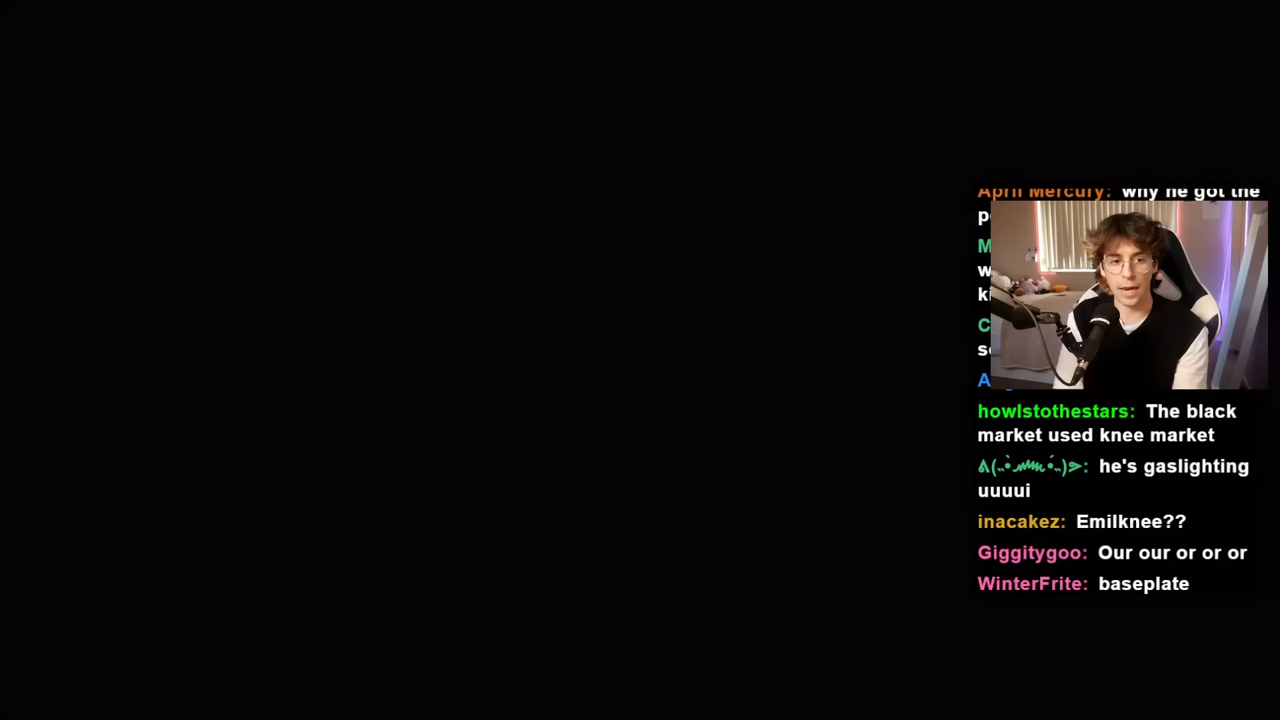 April Mercury: why he got the
howlstothestars: The black
market used knee market
he's gaslighting
uuuui
inacakez: Emilknee??
Giggitygoo: Our our or or or
WinterFrite: baseplate